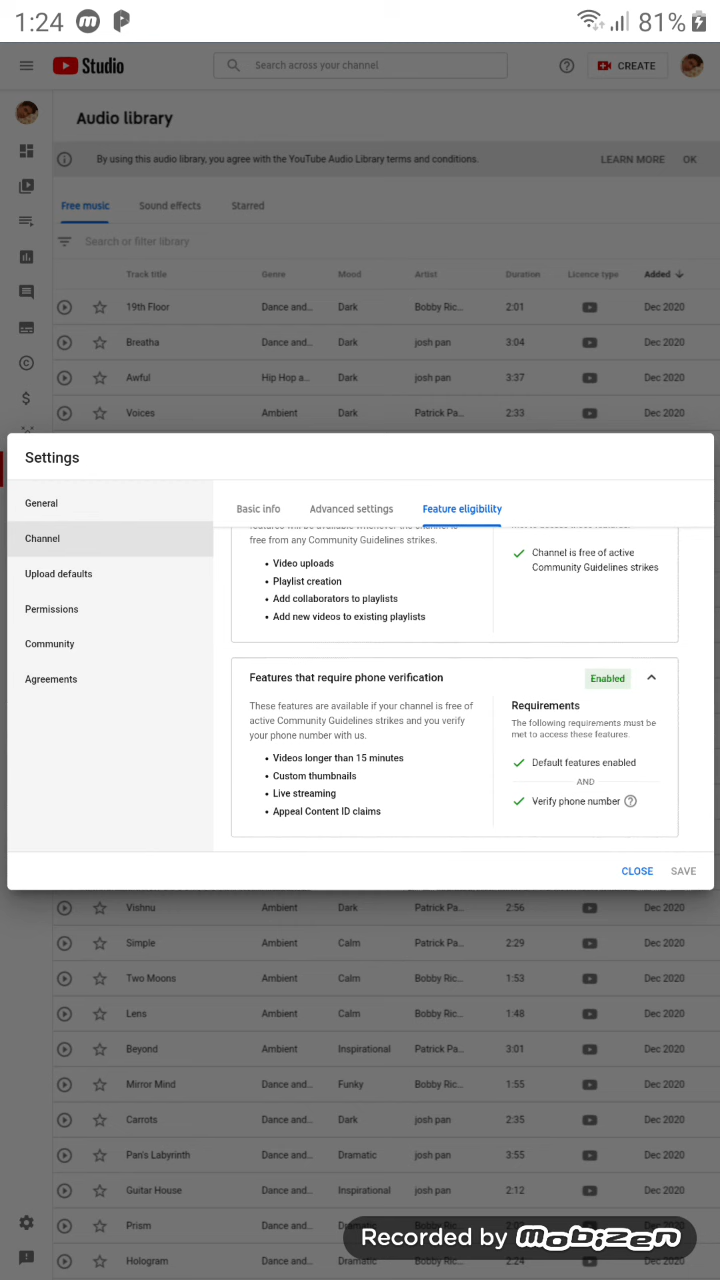 1:24
81%
Studio
Search across your channel
CREATE
Audio library
By using this audio library, you agree with the YouTube Audio Library terms and conditions.
LEARN MORE
OK
Free music
Sound effects
Starred
Search or filter library
Track title Genre Mood Artist Duration Licence type Added
19th Floor Dance and... Dark Bobby Ric... 2:01 Dec 2020
Breatha Dance and... Dark josh pan 3:04 Dec 2020
Awful Hip Hop a... Dark josh pan 3:37 Dec 2020
Voices Ambient Dark Patrick Pa... 2:33 Dec 2020
Settings
General
Channel
Upload defaults
Permissions
Community
Agreements
Basic info
Advanced settings
Feature eligibility
free from any Community Guidelines strikes.
• Video uploads
• Playlist creation
• Add collaborators to playlists
• Add new videos to existing playlists
Channel is free of active
Community Guidelines strikes
Features that require phone verification
Enabled
These features are available if your channel is free of
active Community Guidelines strikes and you verify
your phone number with us.
• Videos longer than 15 minutes
• Custom thumbnails
• Live streaming
• Appeal Content ID claims
Requirements
The following requirements must be
met to access these features.
Default features enabled
AND
Verify phone number
CLOSE
SAVE
Vishnu Ambient Dark Patrick Pa... 2:56 Dec 2020
Simple Ambient Calm Patrick Pa... 2:29 Dec 2020
Two Moons Ambient Calm Bobby Ric... 1:53 Dec 2020
Lens Ambient Calm Bobby Ric... 1:48 Dec 2020
Beyond Ambient Inspirational Patrick Pa... 3:01 Dec 2020
Mirror Mind Dance and... Funky Bobby Ric... 1:55 Dec 2020
Carrots Dance and... Dark josh pan 2:35 Dec 2020
Pan's Labyrinth Dance and... Dramatic josh pan 3:55 Dec 2020
Guitar House Dance and... Inspirational josh pan 2:12 Dec 2020
Prism Dance and... Dec 2020
Hologram Dance and... Dramatic 2:24 Dec 2020
Recorded by mobizen